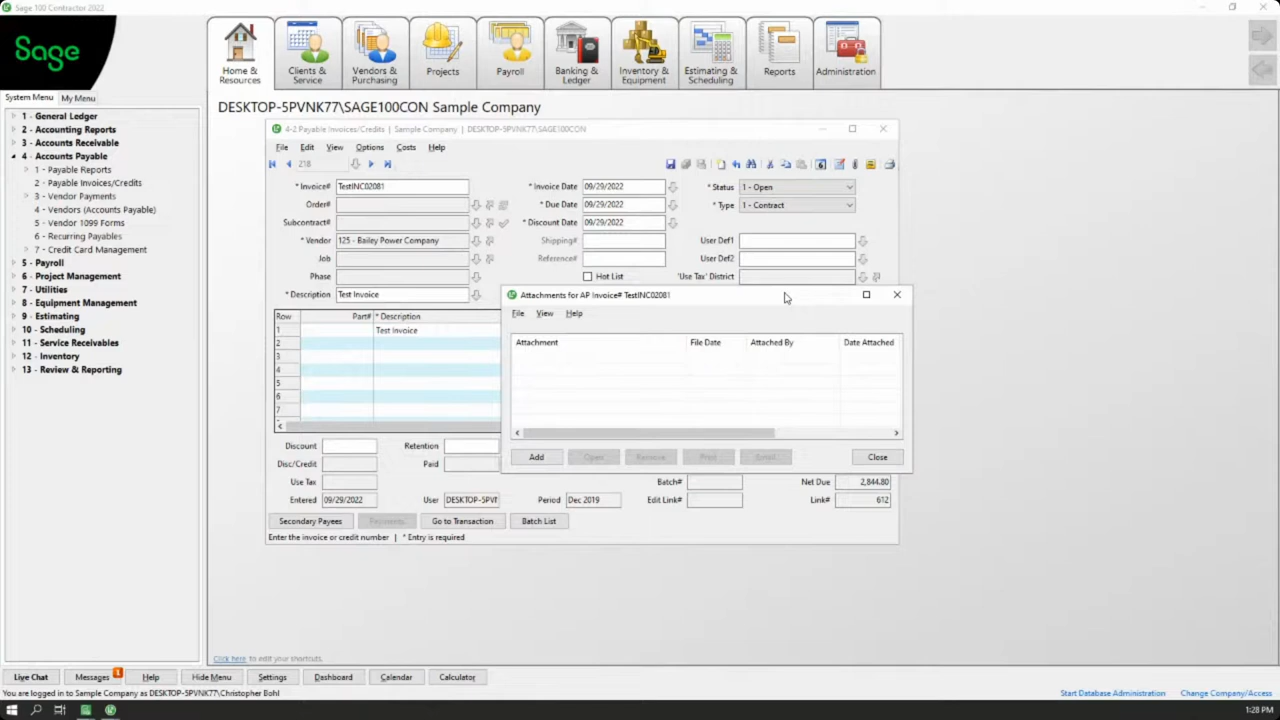 Sage 100 Contractor 2022
Sage
Home & Resources
Clients & Service
Vendors & Purchasing
Projects
Payroll
Banking & Ledger
Inventory & Equipment
Estimating & Scheduling
Reports
Administration
System Menu My Menu
DESKTOP-5PVNK77\SAGE100CON Sample Company
1 - General Ledger
2 - Accounting Reports
3 - Accounts Receivable
4 - Accounts Payable
1 - Payable Reports
2 - Payable Invoices/Credits
3 - Vendor Payments
4 - Vendors (Accounts Payable)
5 - Vendor 1099 Forms
6 - Recurring Payables
7 - Credit Card Management
5 - Payroll
6 - Project Management
7 - Utilities
8 - Equipment Management
9 - Estimating
10 - Scheduling
11 - Service Receivables
12 - Inventory
13 - Review & Reporting
4-2 Payable Invoices/Credits | Sample Company | DESKTOP-5PVNK77\SAGE100CON
File Edit View Options Costs Help
218
* Invoice# TestINC02081 * Invoice Date 09/29/2022 * Status 1 - Open
Order# * Due Date 09/29/2022 * Type 1 - Contract
Subcontract# * Discount Date 09/29/2022
* Vendor 125 - Bailey Power Company Shipping# User Def1
Job Reference# User Def2
Phase Hot List 'Use Tax' District
* Description Test Invoice
Row Part# * Description
1 Test Invoice
2
3
4
5
6
7
Attachments for AP Invoice# TestINC02081
File View Help
Attachment File Date Attached By Date Attached
Add Open Remove Print Email Close
Discount Retention
Disc/Credit Paid
Use Tax Batch# Net Due 2,844.80
Entered 09/29/2022 User DESKTOP-5PVN Period Dec 2019 Edit Link# Link# 612
Secondary Payees Payments Go to Transaction Batch List
Enter the invoice or credit number | * Entry is required
Click here to edit your shortcuts.
Live Chat Messages 1 Help Hide Menu Settings Dashboard Calendar Calculator
You are logged in to Sample Company as DESKTOP-5PVNK77\Christopher Bohl
Start Database Administration Change Company/Access
1:28 PM